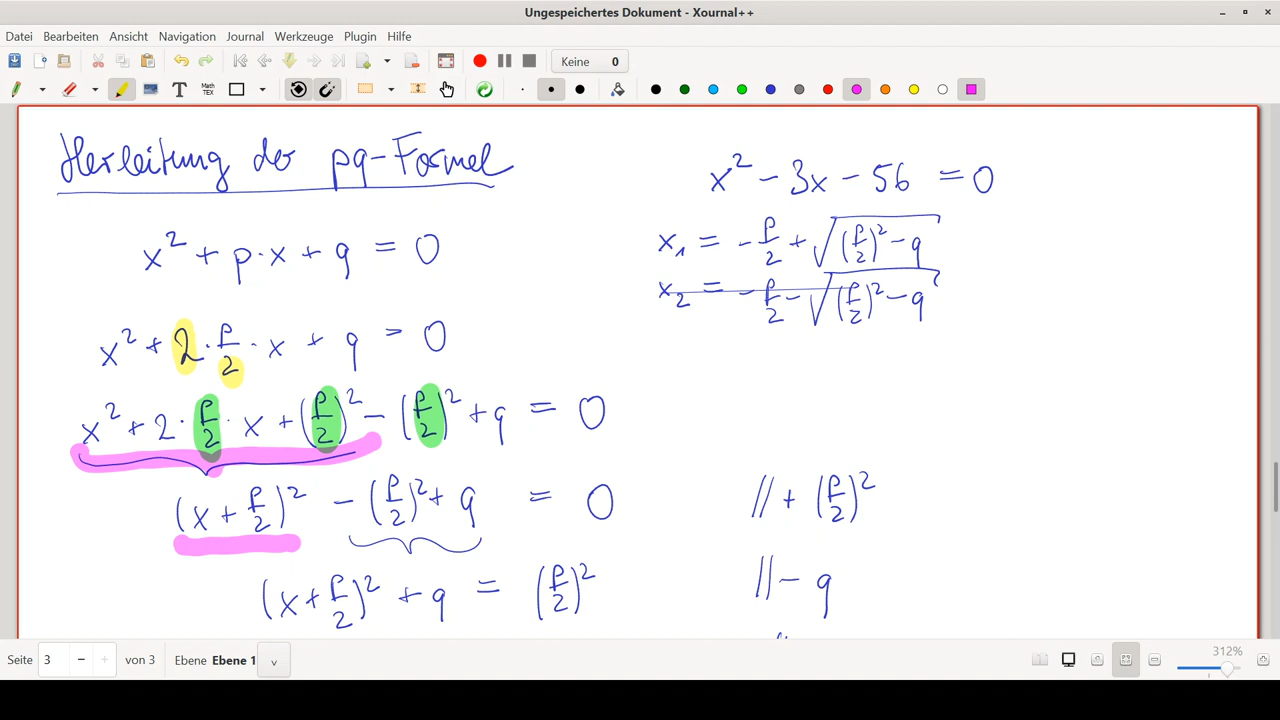 Ungespeichertes Dokument - Xournal++
Datei Bearbeiten Ansicht Navigation Journal Werkzeuge Plugin Hilfe
Keine 0
T Math TEX
Herleitung der pq-Formel
x² + p·x + q = 0
x² + 2·p/2·x + q = 0
x² + 2·p/2·x + (p/2)² - (p/2)² + q = 0
(x + p/2)² - (p/2)² + q = 0 // + (p/2)²
(x + p/2)² + q = (p/2)² // - q
x² - 3x - 56 = 0
x₁ = -p/2 + √((p/2)² - q)
x₂ = -p/2 - √((p/2)² - q)
Seite 3 von 3 Ebene Ebene 1 312%